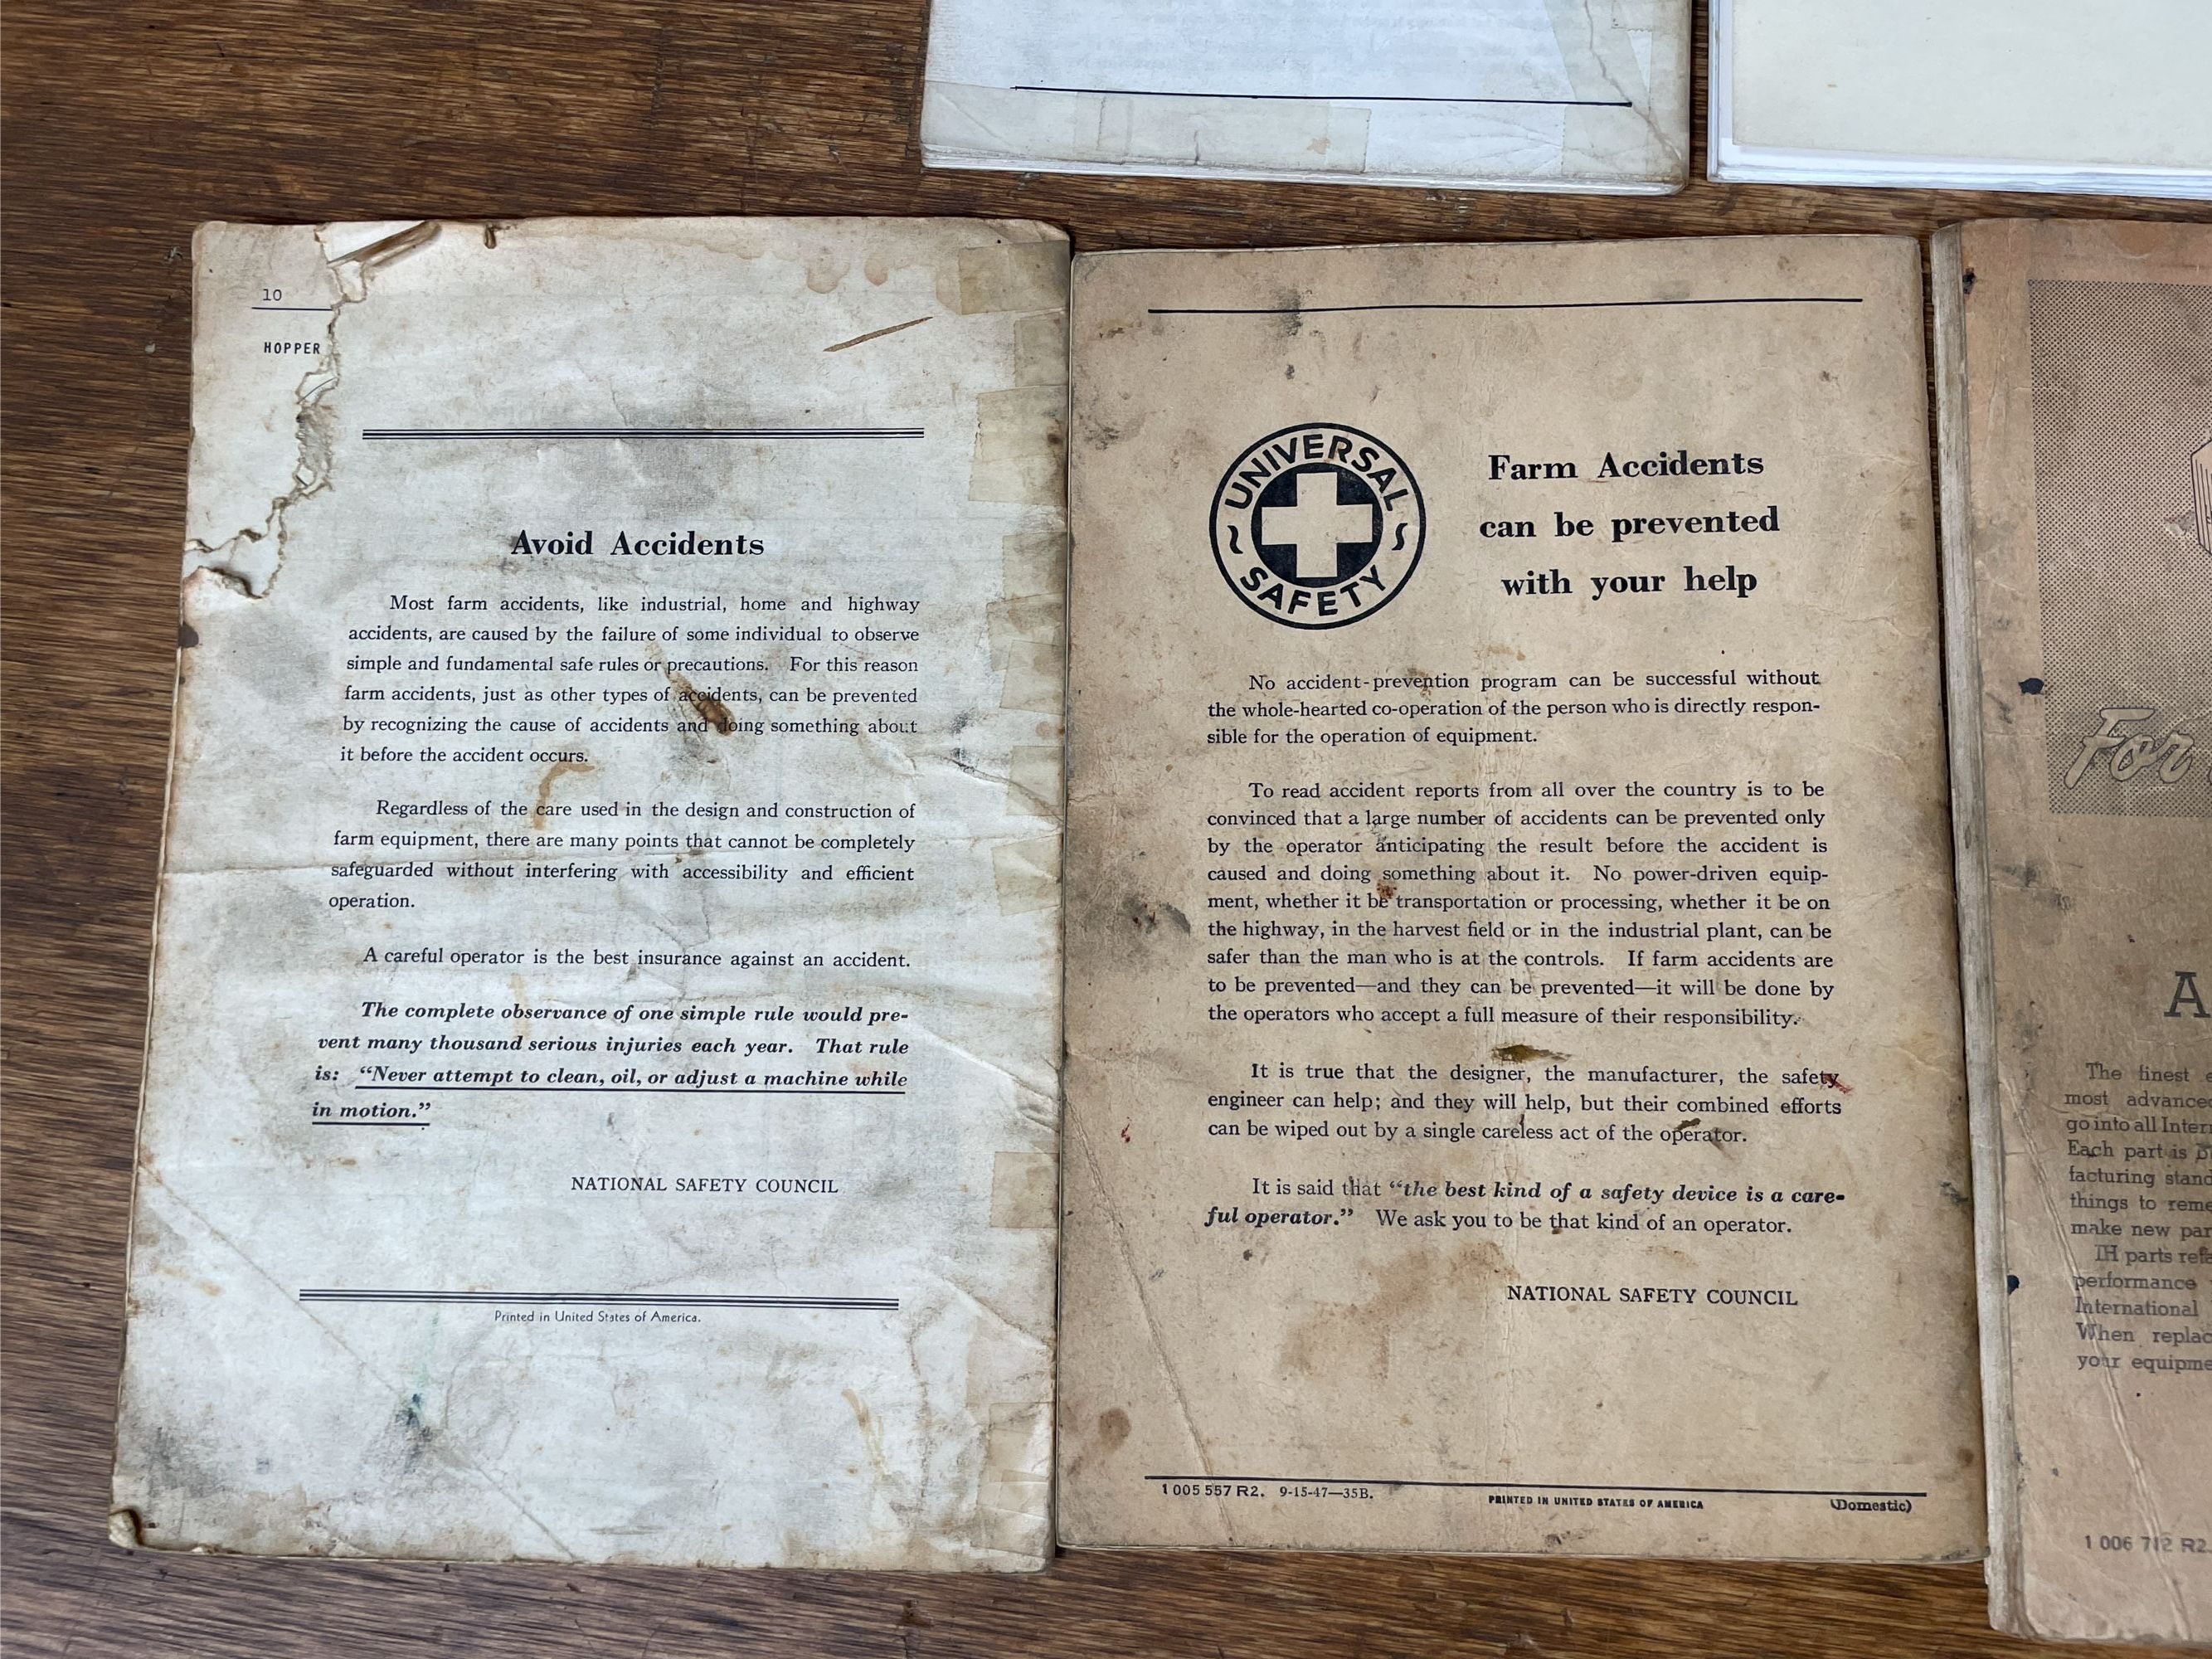 10
HOPPER
Avoid Accidents
Most farm accidents, like industrial, home and highway
accidents, are caused by the failure of some individual to observe
simple and fundamental safe rules or precautions. For this reason
farm accidents, just as other types of accidents, can be prevented
by recognizing the cause of accidents and doing something about
it before the accident occurs.
Regardless of the care used in the design and construction of
farm equipment, there are many points that cannot be completely
safeguarded without interfering with accessibility and efficient
operation.
A careful operator is the best insurance against an accident.
The complete observance of one simple rule would pre-
vent many thousand serious injuries each year. That rule
is: “Never attempt to clean, oil, or adjust a machine while
in motion.”
NATIONAL SAFETY COUNCIL
Printed in United States of America.
UNIVERSAL
SAFETY
Farm Accidents
can be prevented
with your help
No accident-prevention program can be successful without
the whole-hearted co-operation of the person who is directly respon-
sible for the operation of equipment.
To read accident reports from all over the country is to be
convinced that a large number of accidents can be prevented only
by the operator anticipating the result before the accident is
caused and doing something about it. No power-driven equip-
ment, whether it be transportation or processing, whether it be on
the highway, in the harvest field or in the industrial plant, can be
safer than the man who is at the controls. If farm accidents are
to be prevented—and they can be prevented—it will be done by
the operators who accept a full measure of their responsibility.
It is true that the designer, the manufacturer, the safety
engineer can help; and they will help, but their combined efforts
can be wiped out by a single careless act of the operator.
It is said that “the best kind of a safety device is a care-
ful operator.” We ask you to be that kind of an operator.
NATIONAL SAFETY COUNCIL
1 005 557 R2. 9-15-47—35B.
PRINTED IN UNITED STATES OF AMERICA
(Domestic)
For
A
The finest
most advanced
go into all Inter
Each part is
facturing stand
things to reme
make new par
IH parts
performance
International
When replac
your equipme
1 006 712 R2.